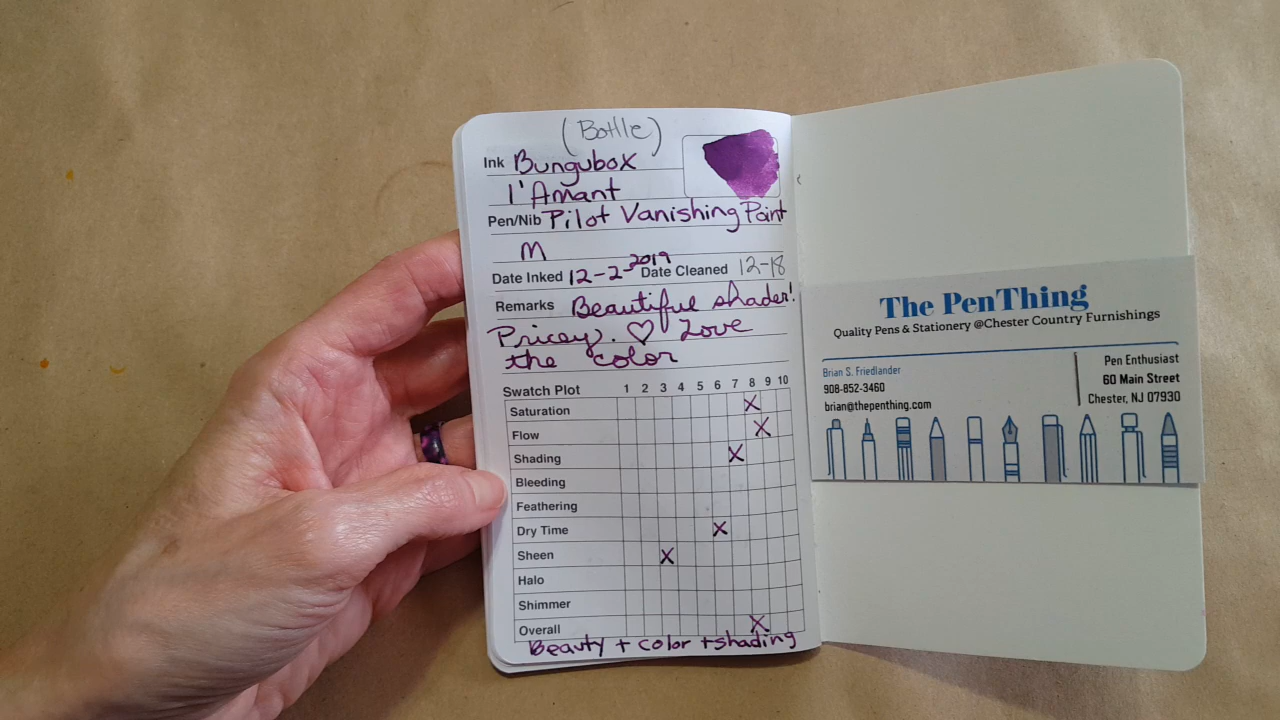 (Bottle)
Ink Bungubox
l'Amant
Pen/Nib Pilot Vanishing Point
M
Date Inked 12-2-2019 Date Cleaned 12-18
Remarks Beautiful shader!
Pricey. ♡ Love
the color
Swatch Plot 1 2 3 4 5 6 7 8 9 10
Saturation X
Flow X
Shading X
Bleeding
Feathering
Dry Time X
Sheen X
Halo
Shimmer
Overall X
Beauty + color + shading
The PenThing
Quality Pens & Stationery @Chester Country Furnishings
Brian S. Friedlander
908-852-3460
brian@thepenthing.com
Pen Enthusiast
60 Main Street
Chester, NJ 07930